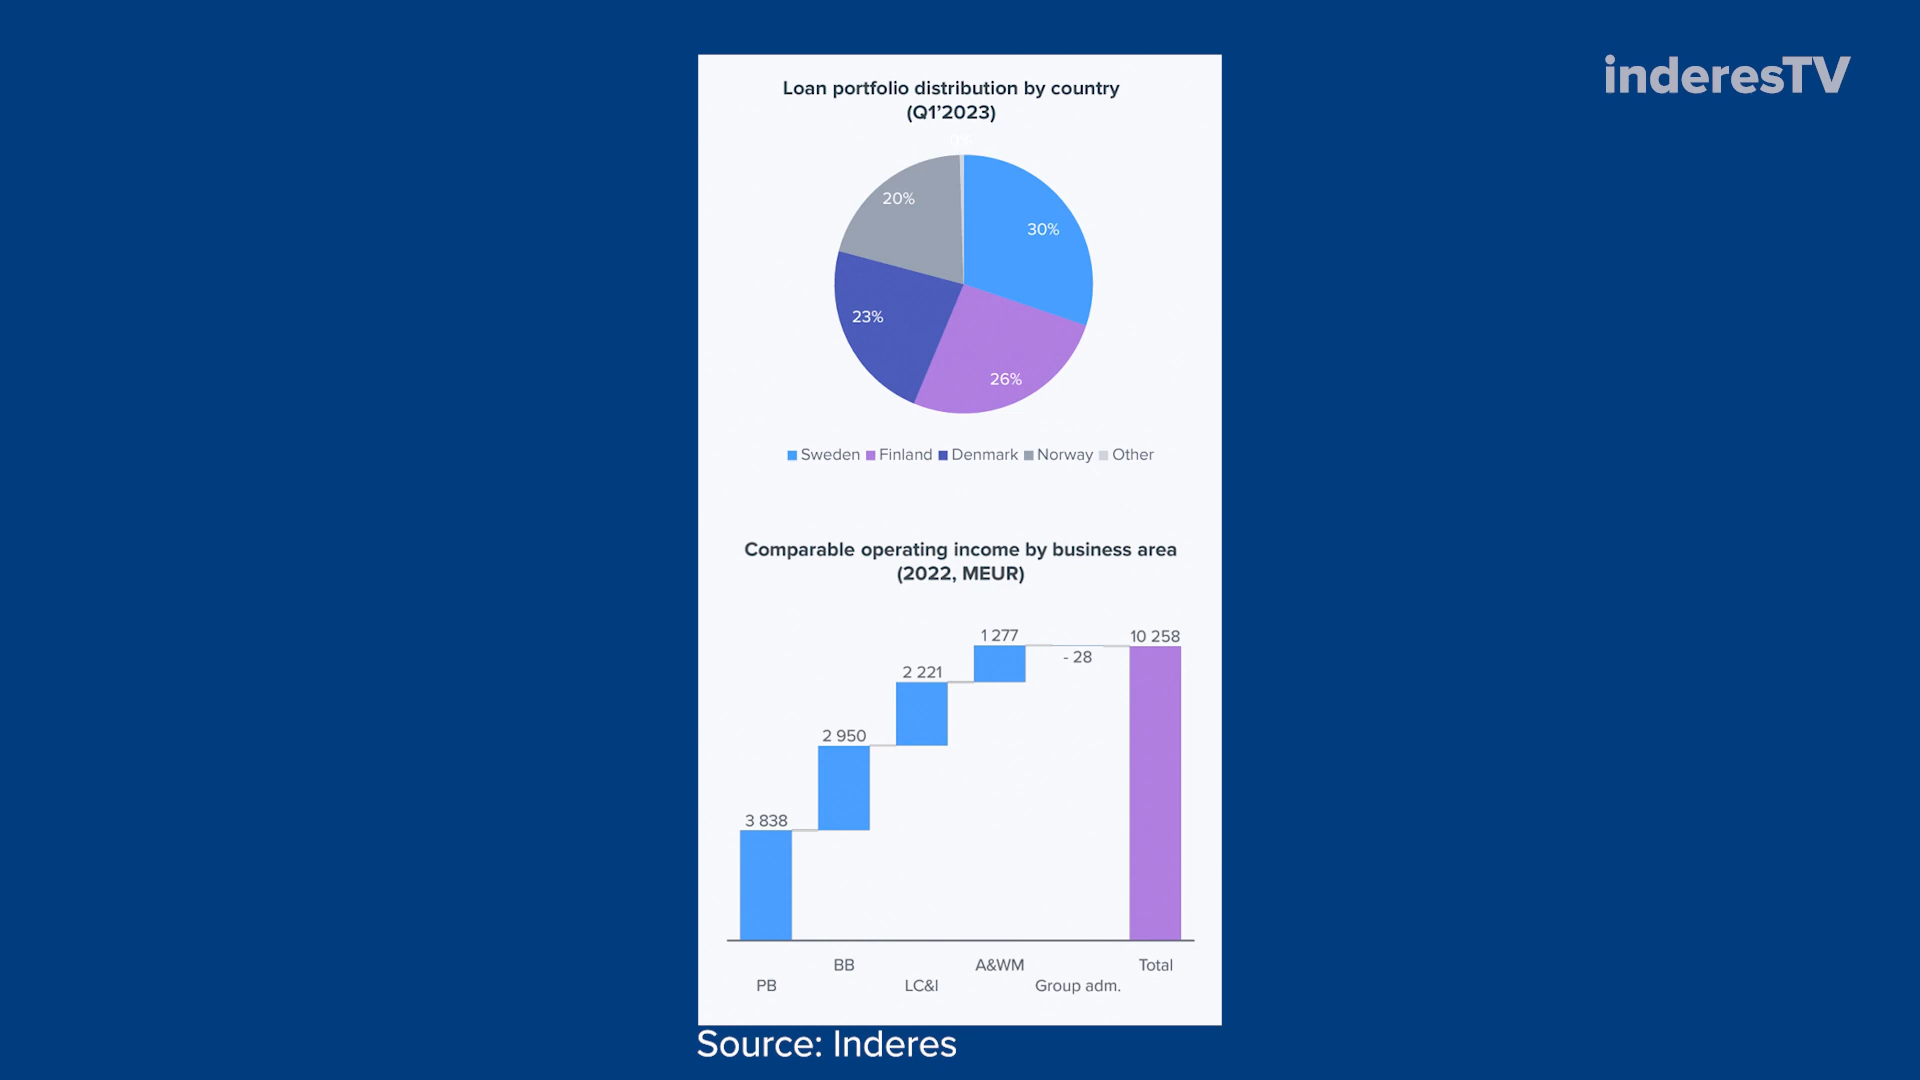 inderesTV
Loan portfolio distribution by country
(Q1'2023)
0%
20%
30%
23%
26%
Sweden Finland Denmark Norway Other
Comparable operating income by business area
(2022, MEUR)
1 277
10 258
- 28
2 221
2 950
3 838
BB
A&WM
Total
PB
LC&I
Group adm.
Source: Inderes